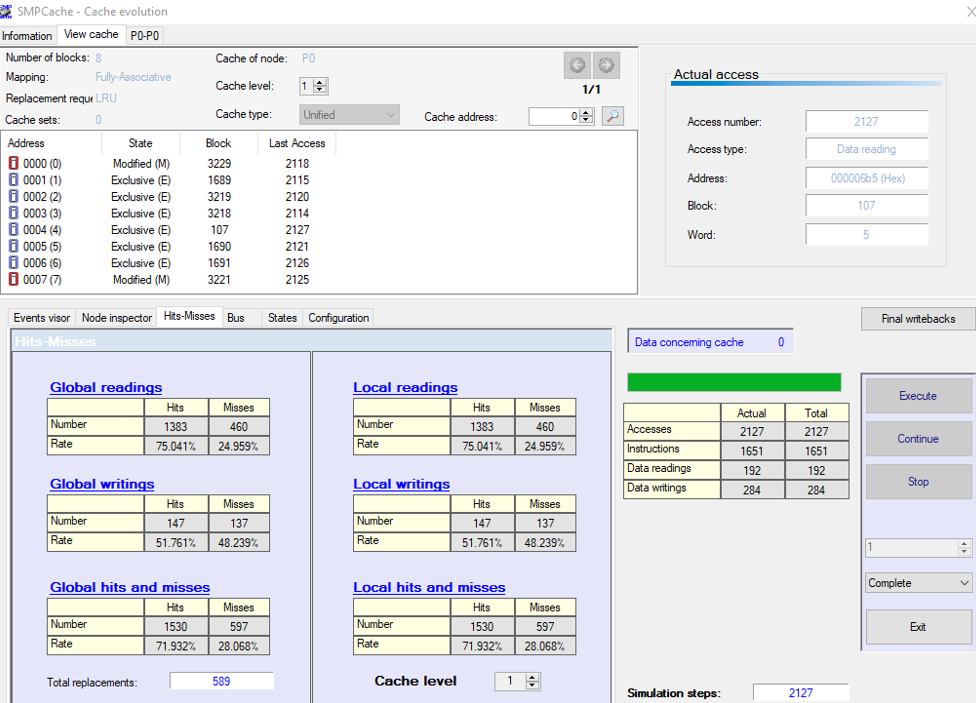 SMPCache - Cache evolution
Information View cache P0-P0
Number of blocks: 8
Mapping: Fully-Associative
Replacement reque LRU
Cache sets: 0
Cache of node: P0
Cache level: 1
Cache type: Unified
1/1
Cache address: 0
Address State Block Last Access
0000 (0) Modified (M) 3229 2118
0001 (1) Exclusive (E) 1689 2115
0002 (2) Exclusive (E) 3219 2120
0003 (3) Exclusive (E) 3218 2114
0004 (4) Exclusive (E) 107 2127
0005 (5) Exclusive (E) 1690 2121
0006 (6) Exclusive (E) 1691 2126
0007 (7) Modified (M) 3221 2125
Actual access
Access number: 2127
Access type: Data reading
Address: 000006b5 (Hex)
Block: 107
Word: 5
Events visor Node inspector Hits-Misses Bus States Configuration
Hits-Misses
Global readings
Hits Misses
Number 1383 460
Rate 75.041% 24.959%
Global writings
Hits Misses
Number 147 137
Rate 51.761% 48.239%
Global hits and misses
Hits Misses
Number 1530 597
Rate 71.932% 28.068%
Total replacements: 589
Local readings
Hits Misses
Number 1383 460
Rate 75.041% 24.959%
Local writings
Hits Misses
Number 147 137
Rate 51.761% 48.239%
Local hits and misses
Hits Misses
Number 1530 597
Rate 71.932% 28.068%
Cache level 1
Data concerning cache 0
Actual Total
Accesses 2127 2127
Instructions 1651 1651
Data readings 192 192
Data writings 284 284
Simulation steps: 2127
Final writebacks
Execute
Continue
Stop
1
Complete
Exit